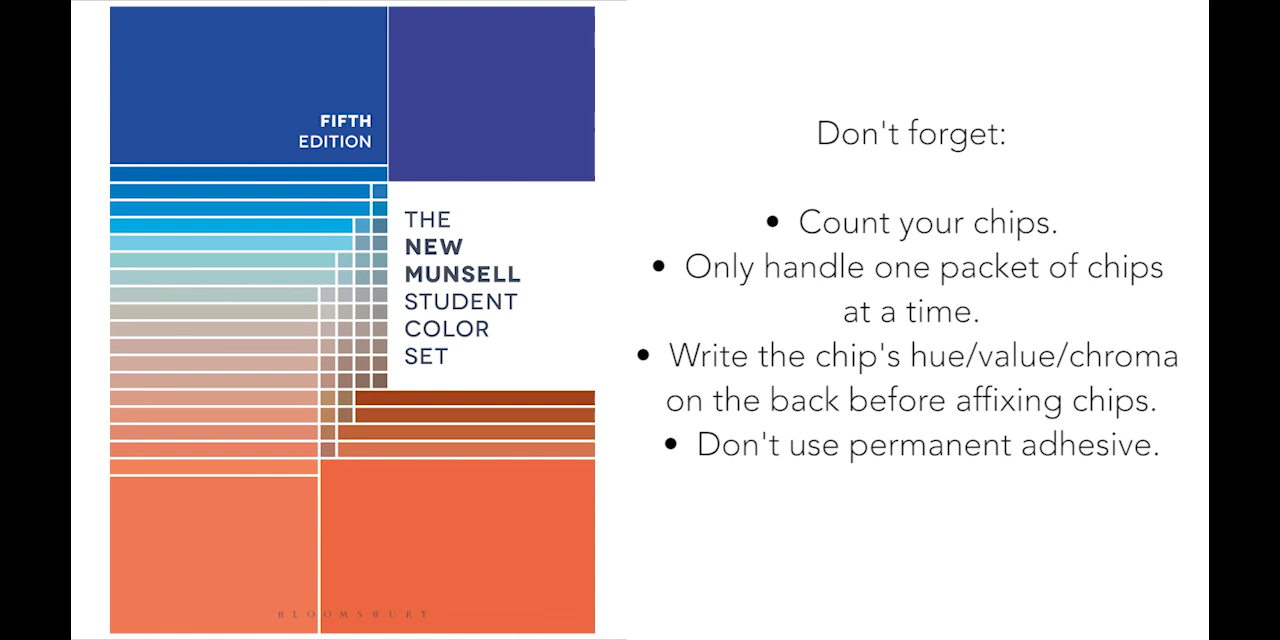 FIFTH
EDITION
THE
NEW
MUNSELL
STUDENT
COLOR
SET
BLOOMSBURY
Don't forget:
• Count your chips.
• Only handle one packet of chips
at a time.
• Write the chip's hue/value/chroma
on the back before affixing chips.
• Don't use permanent adhesive.